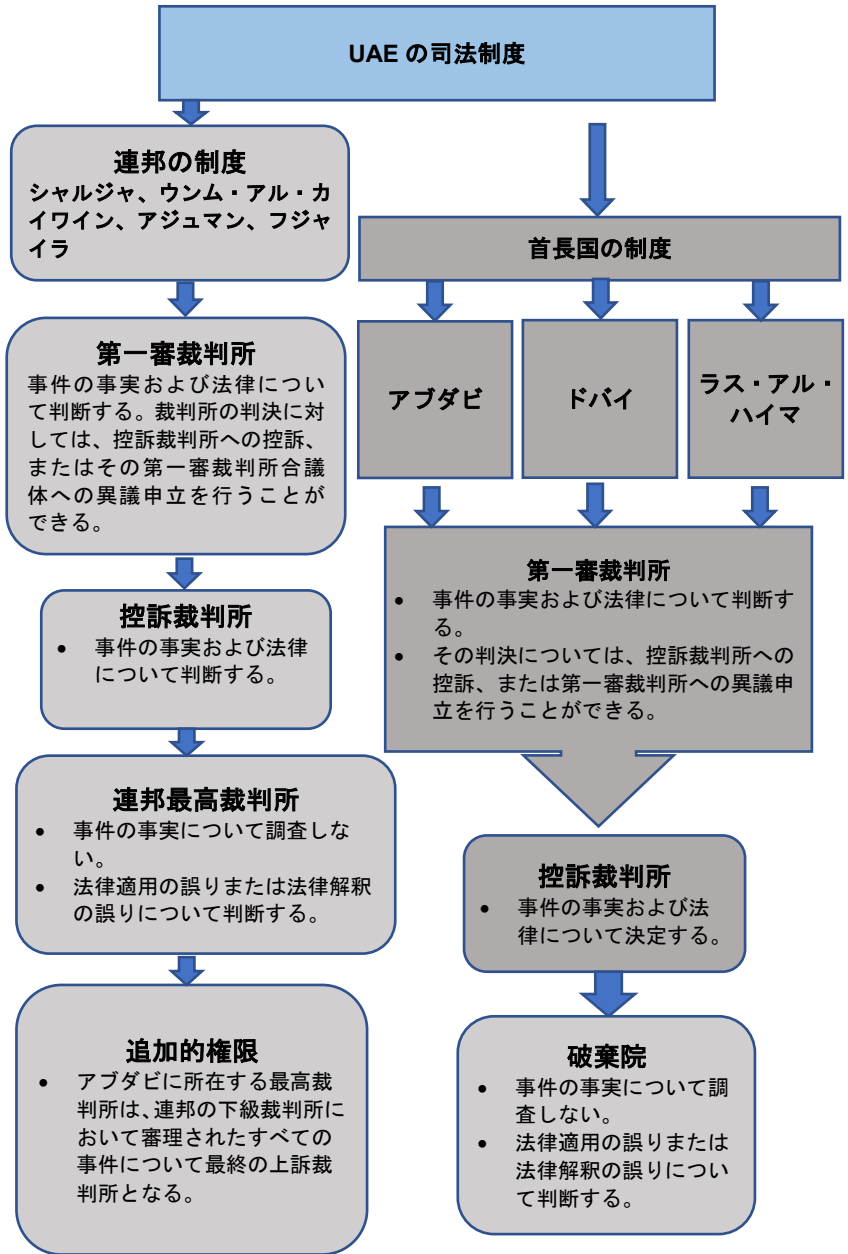 UAE の司法制度
連邦の制度
シャルジャ、ウンム・アル・カ
イワイン、アジュマン、フジャ
イラ
第一審裁判所
事件の事実および法律につい
て判断する。裁判所の判決に対
しては、控訴裁判所への控訴、
またはその第一審裁判所合議
体への異議申立を行うことが
できる。
控訴裁判所
• 事件の事実および法律
について判断する。
連邦最高裁判所
• 事件の事実について調査しな
い。
• 法律適用の誤りまたは法律解釈
の誤りについて判断する。
追加的権限
• アブダビに所在する最高裁
判所は、連邦の下級裁判所に
おいて審理されたすべての
事件について最終の上訴裁
判所となる。
首長国の制度
アブダビ
ドバイ
ラス・アル・
ハイマ
第一審裁判所
• 事件の事実および法律について判断す
る。
• その判決については、控訴裁判所への
控訴、または第一審裁判所への異議申
立を行うことができる。
控訴裁判所
• 事件の事実および法
律について決定する。
破棄院
• 事件の事実について調
査しない。
• 法律適用の誤りまたは
法律解釈の誤りについ
て判断する。